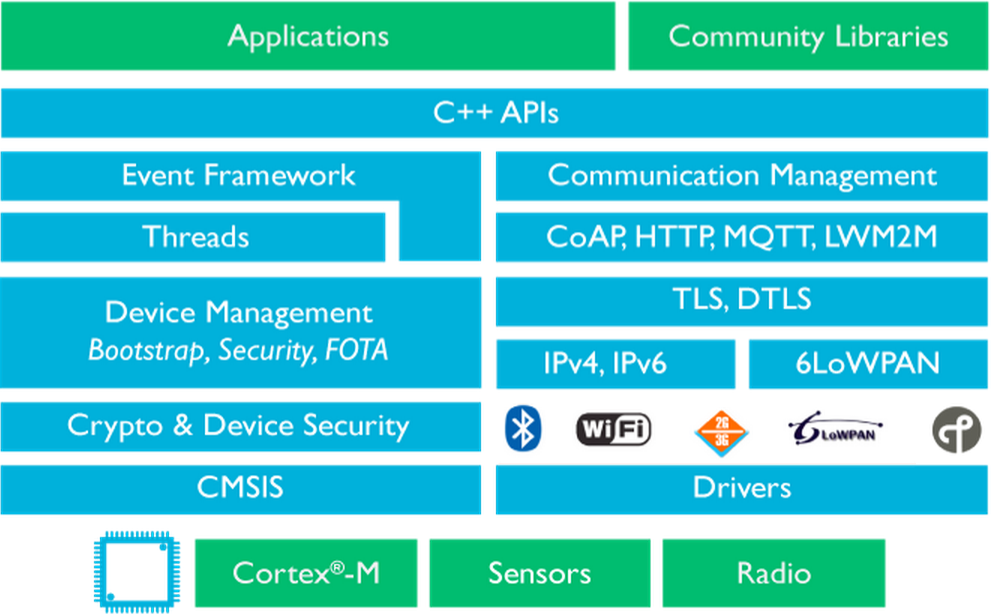 Applications
Community Libraries
C++ APIs
Event Framework
Communication Management
Threads
CoAP, HTTP, MQTT, LWM2M
Device Management
Bootstrap, Security, FOTA
TLS, DTLS
IPv4, IPv6
6LoWPAN
Crypto & Device Security
WiFi
2G
3G
6LoWPAN
CMSIS
Drivers
Cortex®-M
Sensors
Radio